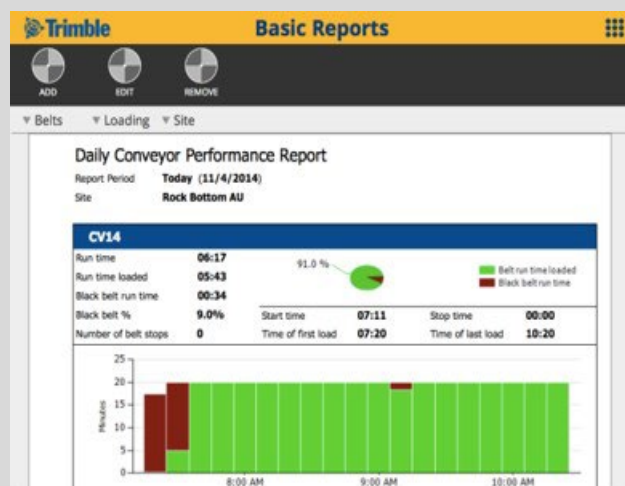 Trimble
Basic Reports
ADD EDIT REMOVE
Belts Loading Site
Daily Conveyor Performance Report
Report Period Today (11/4/2014)
Site Rock Bottom AU
CV14
Run time 06:17
Run time loaded 05:43
Black belt run time 00:34
Black belt % 9.0%
Number of belt stops 0
91.0 %
Belt run time loaded
Black belt run time
Start time 07:11 Stop time 00:00
Time of first load 07:20 Time of last load 10:20
Minutes
25
20
15
10
5
0
8:00 AM 9:00 AM 10:00 AM